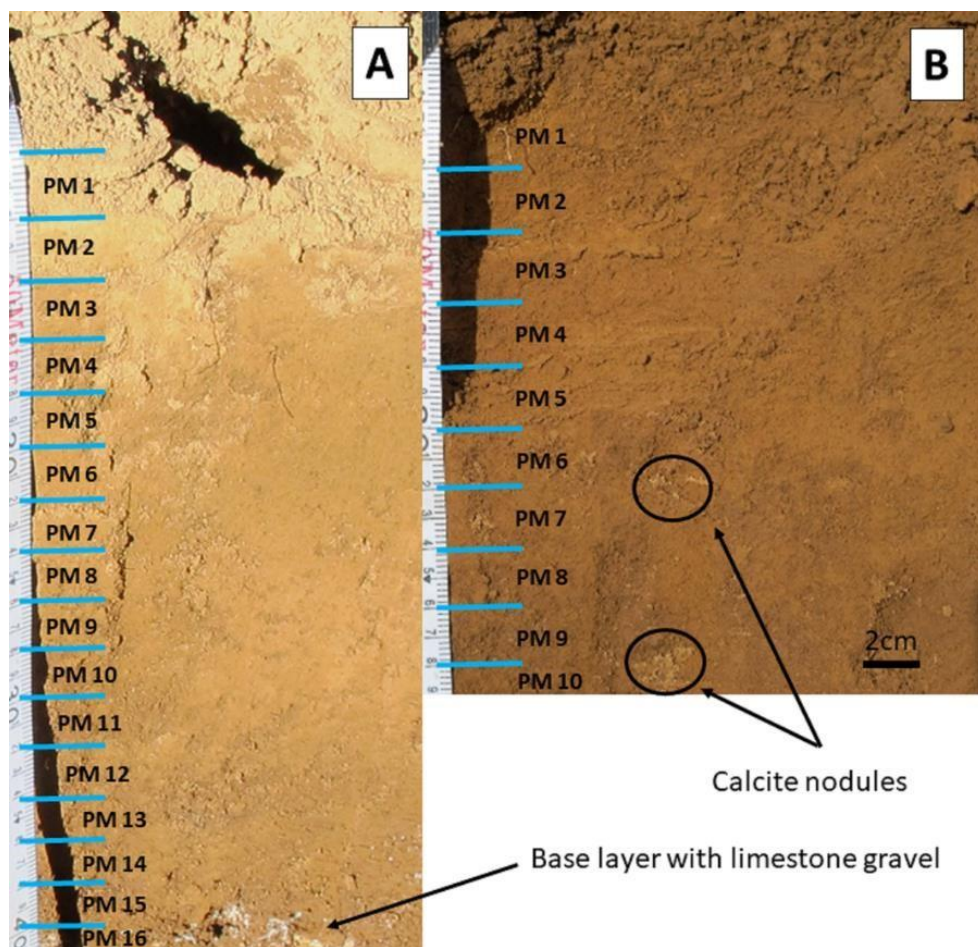 A
PM 1
PM 2
PM 3
PM 4
PM 5
PM 6
PM 7
PM 8
PM 9
PM 10
PM 11
PM 12
PM 13
PM 14
PM 15
PM 16
B
PM 1
PM 2
PM 3
PM 4
PM 5
PM 6
PM 7
PM 8
PM 9
PM 10
2cm
Calcite nodules
Base layer with limestone gravel